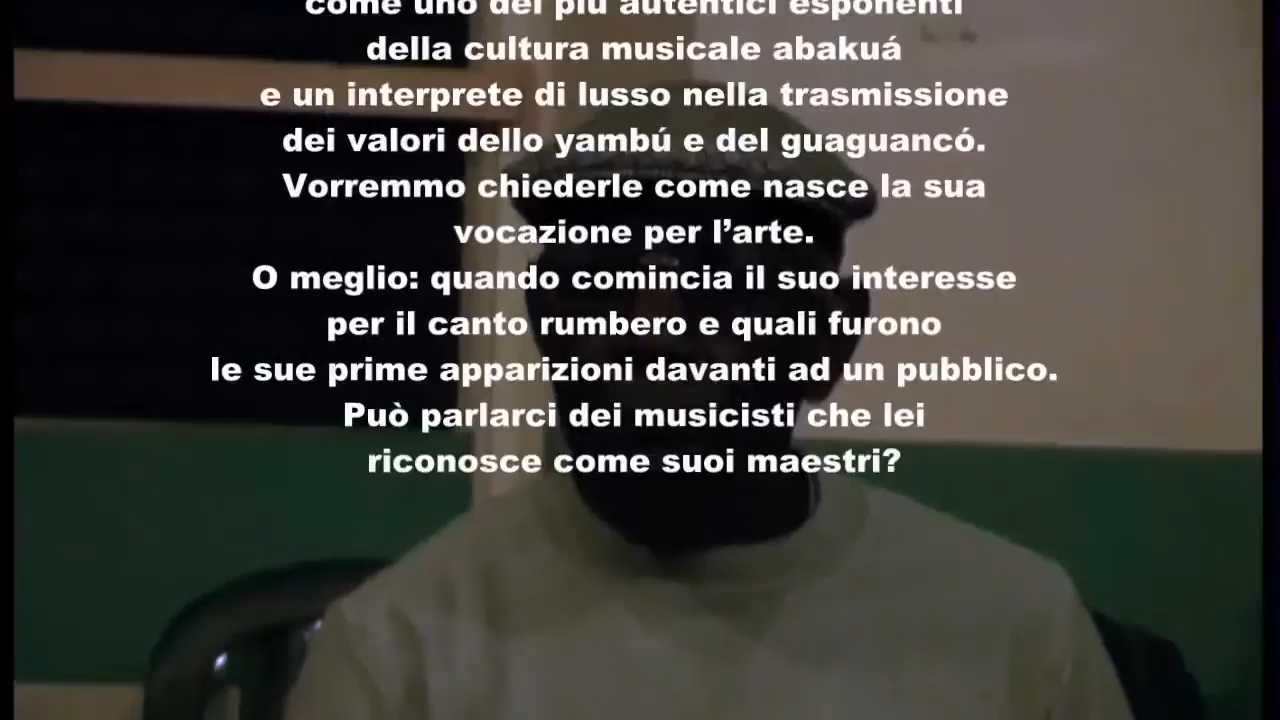 come uno dei più autentici esponenti
della cultura musicale abakuá
e un interprete di lusso nella trasmissione
dei valori dello yambú e del guaguancó.
Vorremmo chiederle come nasce la sua
vocazione per l’arte.
O meglio: quando comincia il suo interesse
per il canto rumbero e quali furono
le sue prime apparizioni davanti ad un pubblico.
Può parlarci dei musicisti che lei
riconosce come suoi maestri?